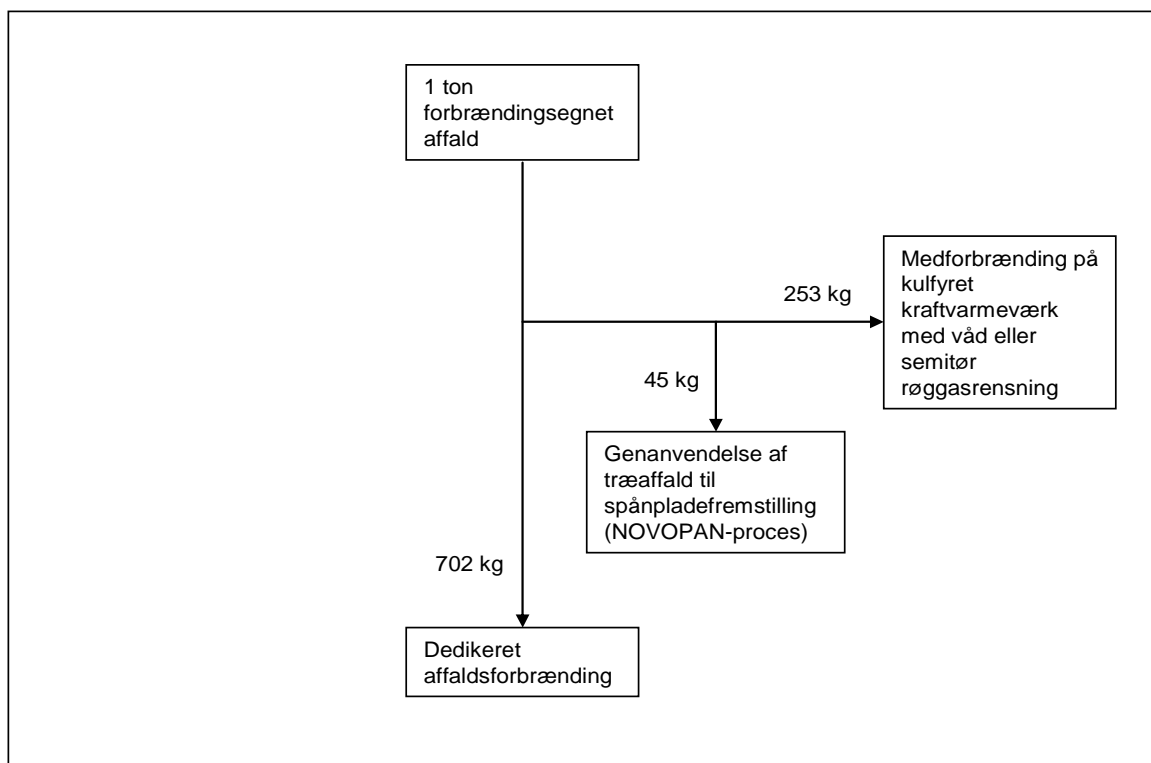 1 ton
forbrændingsegnet
affald
Medforbrænding på
kulfyret
kraftvarmeværk
med våd eller
semitør
røggasrensning
253 kg
45 kg
Genanvendelse af
træaffald til
spånpladefremstilling
(NOVOPAN-proces)
702 kg
Dedikeret
affaldsforbrænding